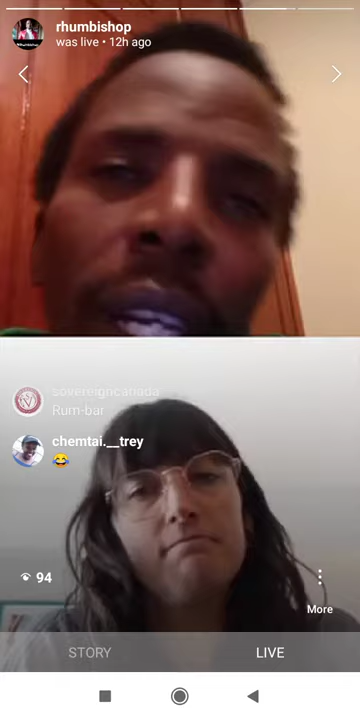 rhumbishop
was live • 12h ago
sovereigncanada
Rum-bar
chemtai.__trey
😂
94
More
STORY
LIVE